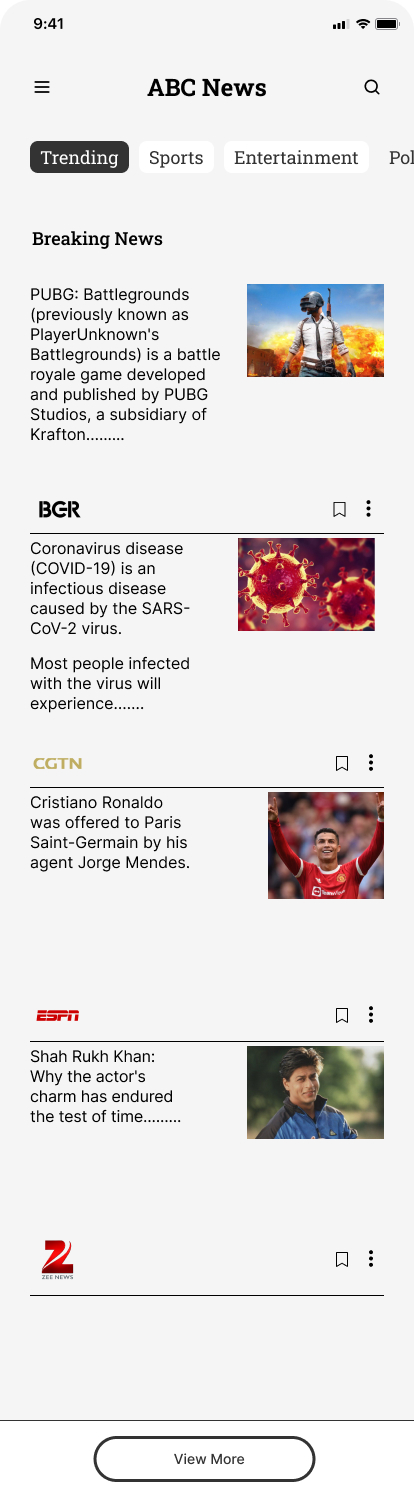 9:41
ABC News
Trending Sports Entertainment Pol
Breaking News
PUBG: Battlegrounds
(previously known as
PlayerUnknown's
Battlegrounds) is a battle
royale game developed
and published by PUBG
Studios, a subsidiary of
Krafton.........
BGR
Coronavirus disease
(COVID-19) is an
infectious disease
caused by the SARS-
CoV-2 virus.
Most people infected
with the virus will
experience.......
CGTN
Cristiano Ronaldo
was offered to Paris
Saint-Germain by his
agent Jorge Mendes.
ESPN
Shah Rukh Khan:
Why the actor's
charm has endured
the test of time.........
ZEE NEWS
View More